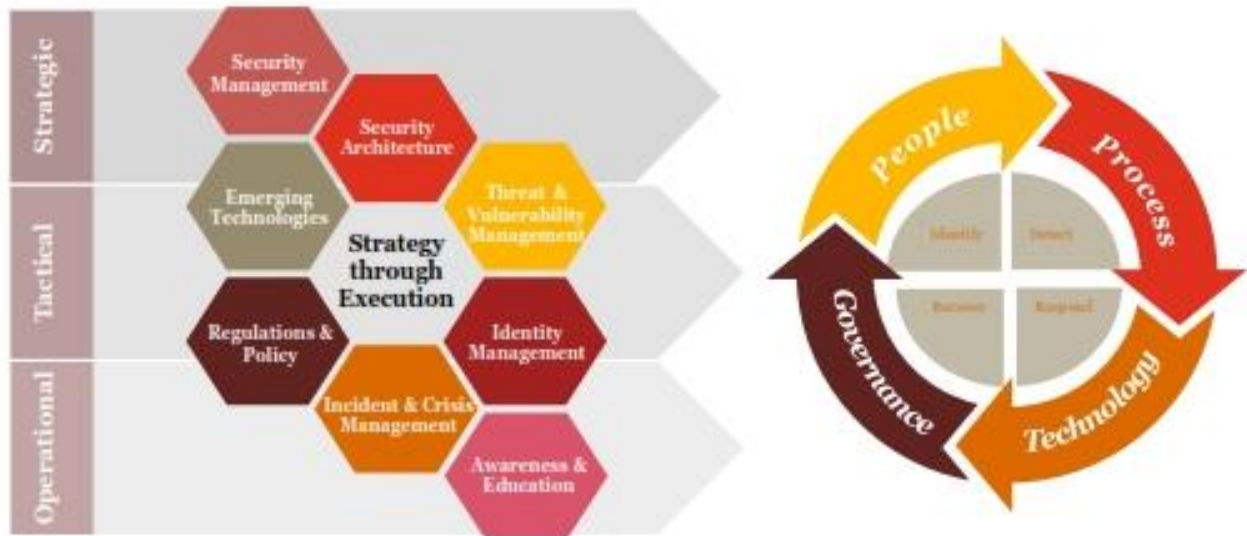 Strategic
Tactical
Operational
Security
Management
Security
Architecture
Emerging
Technologies
Threat &
Vulnerability
Management
Strategy
through
Execution
Regulations &
Policy
Identity
Management
Incident & Crisis
Management
Awareness &
Education
People
Process
Technology
Governance
Identify
Respond